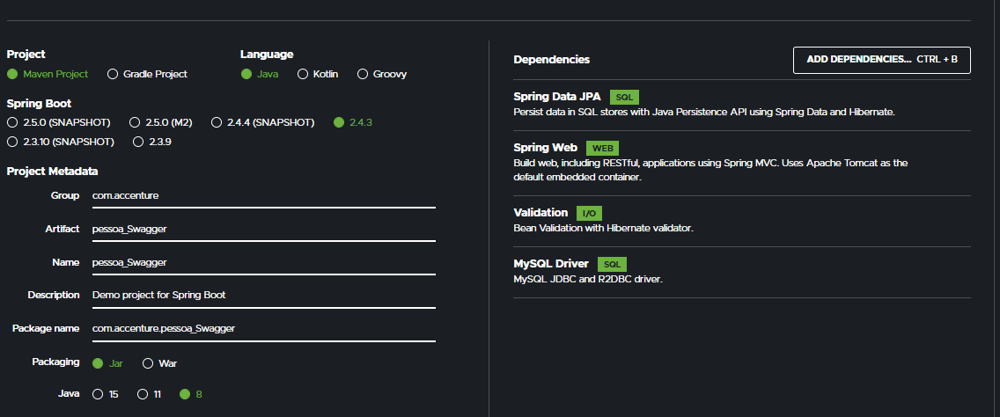 Project
Maven Project Gradle Project
Language
Java Kotlin Groovy
Spring Boot
2.5.0 (SNAPSHOT) 2.5.0 (M2) 2.4.4 (SNAPSHOT) 2.4.3
2.3.10 (SNAPSHOT) 2.3.9
Project Metadata
Group com.accenture
Artifact pessoa_Swagger
Name pessoa_Swagger
Description Demo project for Spring Boot
Package name com.accenture.pessoa_Swagger
Packaging Jar War
Java 15 11 8
Dependencies ADD DEPENDENCIES... CTRL + B
Spring Data JPA SQL
Persist data in SQL stores with Java Persistence API using Spring Data and Hibernate.
Spring Web WEB
Build web, including RESTful, applications using Spring MVC. Uses Apache Tomcat as the
default embedded container.
Validation I/O
Bean Validation with Hibernate validator.
MySQL Driver SQL
MySQL JDBC and R2DBC driver.